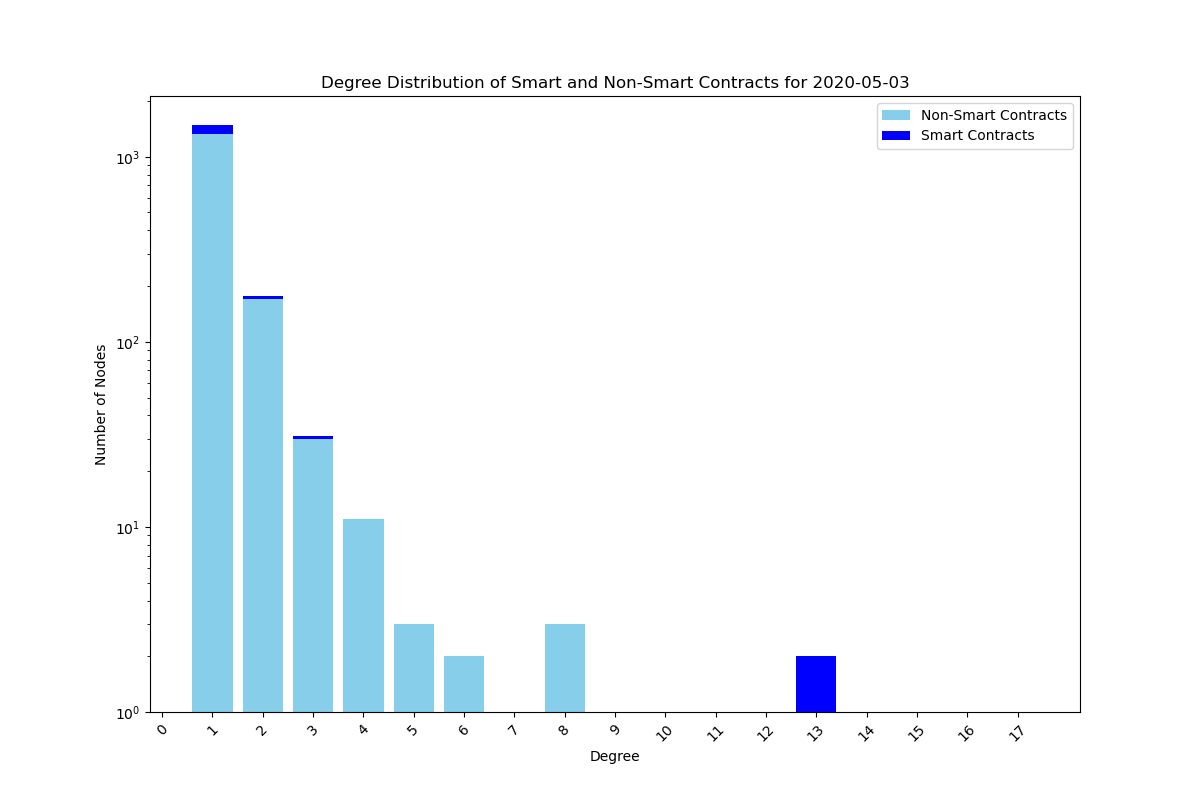 Degree Distribution of Smart and Non-Smart Contracts for 2020-05-03
Non-Smart Contracts
Smart Contracts
Number of Nodes
10³
10²
10¹
10⁰
0 1 2 3 4 5 6 7 8 9 10 11 12 13 14 15 16 17
Degree